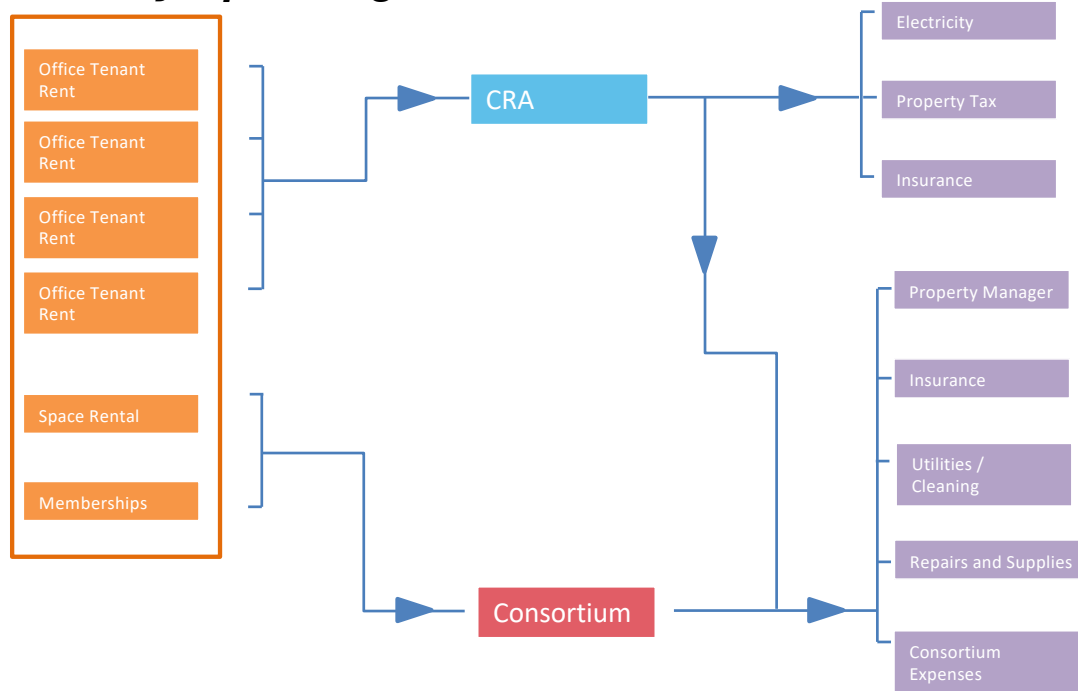 Office Tenant
Rent
Office Tenant
Rent
Office Tenant
Rent
Office Tenant
Rent
Space Rental
Memberships
CRA
Consortium
Electricity
Property Tax
Insurance
Property Manager
Insurance
Utilities /
Cleaning
Repairs and Supplies
Consortium
Expenses